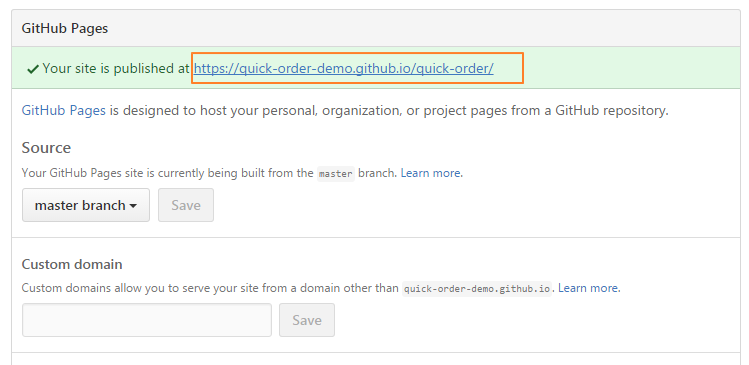 GitHub Pages
Your site is published at https://quick-order-demo.github.io/quick-order/
GitHub Pages is designed to host your personal, organization, or project pages from a GitHub repository.
Source
Your GitHub Pages site is currently being built from the master branch. Learn more.
master branch Save
Custom domain
Custom domains allow you to serve your site from a domain other than quick-order-demo.github.io. Learn more.
Save